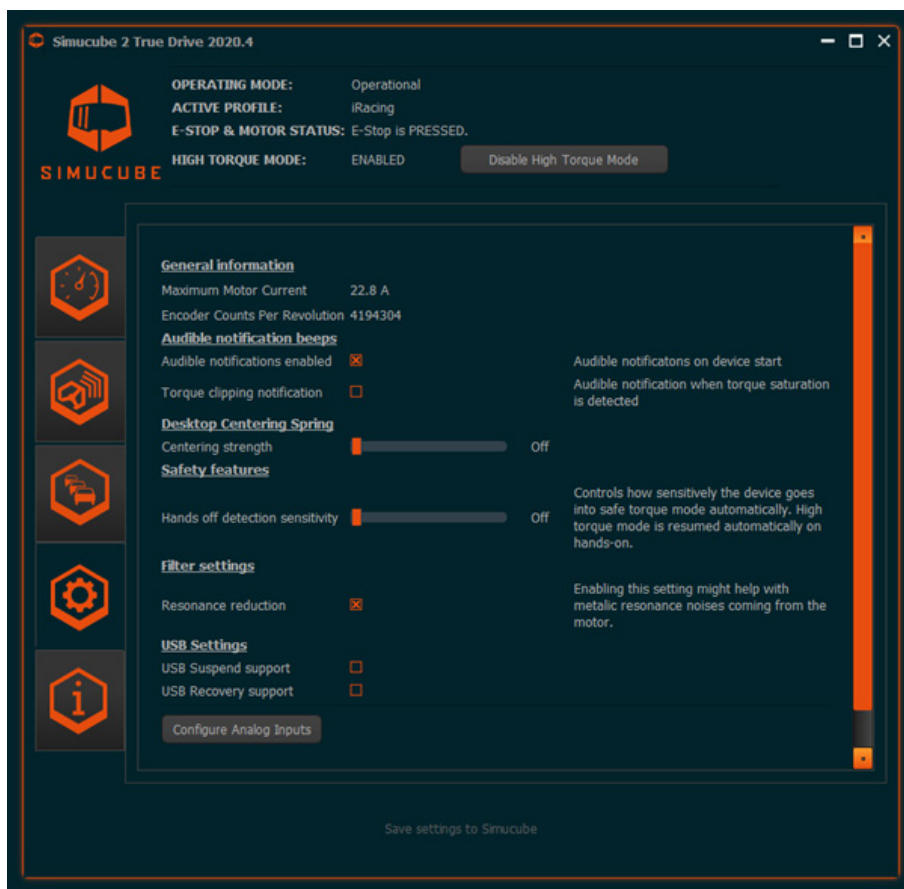 Simucube 2 True Drive 2020.4
OPERATING MODE: Operational
ACTIVE PROFILE: iRacing
E-STOP & MOTOR STATUS: E-Stop is PRESSED.
HIGH TORQUE MODE: ENABLED Disable High Torque Mode
SIMUCUBE
General information
Maximum Motor Current 22.8 A
Encoder Counts Per Revolution 4194304
Audible notification beeps
Audible notifications enabled Audible notificatons on device start
Torque clipping notification Audible notification when torque saturation
is detected
Desktop Centering Spring
Centering strength Off
Safety features
Hands off detection sensitivity Off Controls how sensitively the device goes
into safe torque mode automatically. High
torque mode is resumed automatically on
hands-on.
Filter settings
Resonance reduction Enabling this setting might help with
metalic resonance noises coming from the
motor.
USB Settings
USB Suspend support
USB Recovery support
Configure Analog Inputs
Save settings to Simucube